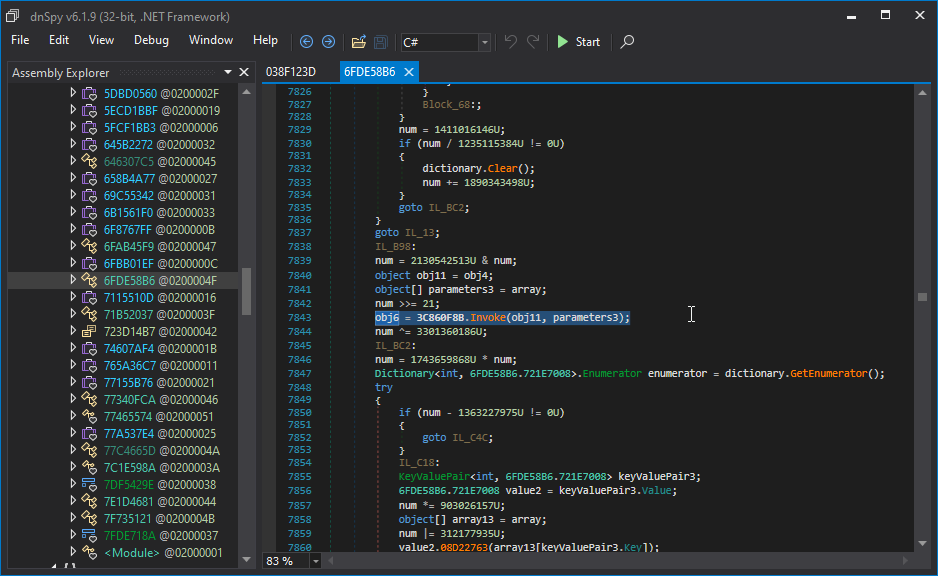 dnSpy v6.1.9 (32-bit, .NET Framework)
File Edit View Debug Window Help C# Start
Assembly Explorer
5DBD0560 @0200002F
5ECD1BBF @02000019
5FCF1BB3 @02000006
645B2272 @02000032
646307C5 @02000045
658B4A77 @02000027
69C55342 @02000031
6B1561F0 @02000033
6F8767FF @0200000B
6FAB45F9 @02000047
6FBB01EF @0200000C
6FDE58B6 @0200004F
7115510D @02000016
71B52037 @0200003F
723D14B7 @02000042
74607AF4 @0200001B
765A36C7 @02000011
77155B76 @02000021
77340FCA @02000046
77465574 @02000051
77A537E4 @02000025
77C4665D @0200004A
7C1E598A @0200003A
7DF5429E @02000038
7E1D4681 @02000044
7F735121 @0200004B
7FDE718A @02000037
<Module> @02000001
038F123D 6FDE58B6
7826 }
7827 Block_68:;
7828 }
7829 num = 1411016146U;
7830 if (num / 1235115384U != 0U)
7831 {
7832 dictionary.Clear();
7833 num += 1890343498U;
7834 }
7835 goto IL_BC2;
7836 }
7837 goto IL_13;
7838 IL_B98:
7839 num = 2130542513U & num;
7840 object obj11 = obj4;
7841 object[] parameters3 = array;
7842 num >>= 21;
7843 obj6 = 3C860F8B.Invoke(obj11, parameters3);
7844 num ^= 3301360186U;
7845 IL_BC2:
7846 num = 1743659868U * num;
7847 Dictionary<int, 6FDE58B6.721E7008>.Enumerator enumerator = dictionary.GetEnumerator();
7848 try
7849 {
7850 if (num - 1363227975U != 0U)
7851 {
7852 goto IL_C4C;
7853 }
7854 IL_C18:
7855 KeyValuePair<int, 6FDE58B6.721E7008> keyValuePair3;
7856 6FDE58B6.721E7008 value2 = keyValuePair3.Value;
7857 num *= 903026157U;
7858 object[] array13 = array;
7859 num |= 312177935U;
7860 value2.08D22763(array13[keyValuePair3.Key]);
83 %